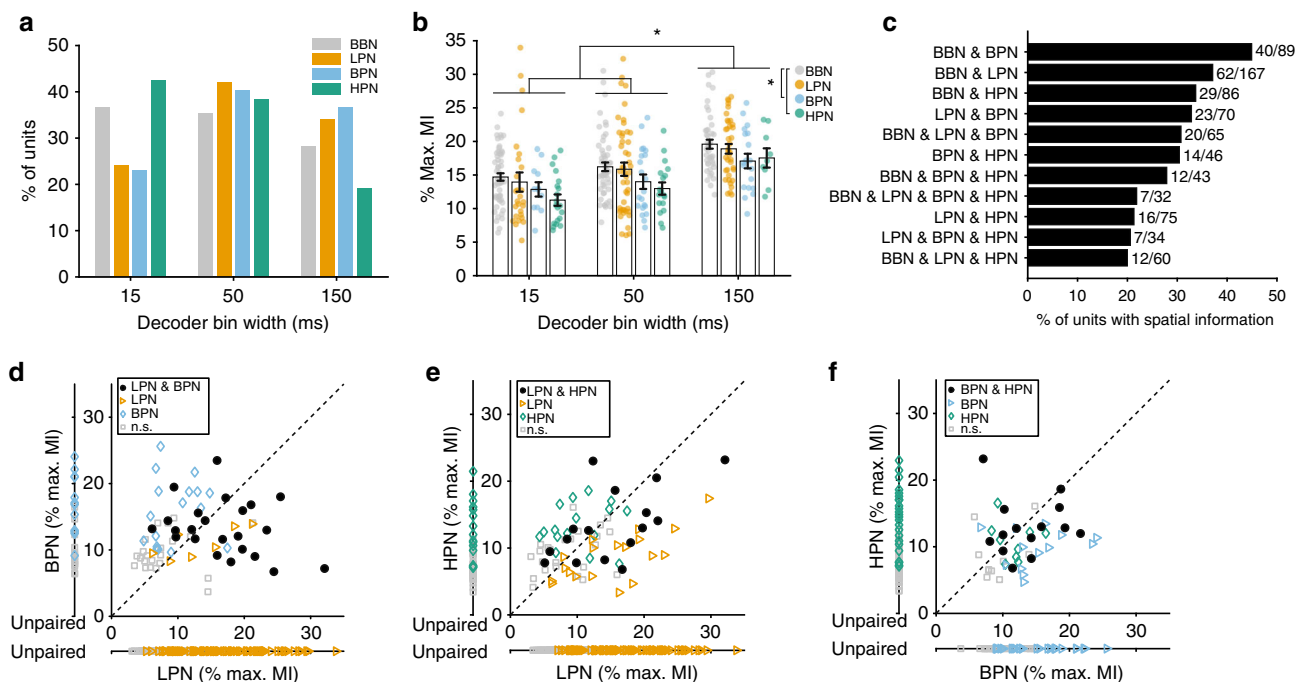 a
% of units
50
40
30
20
10
0
15
50
150
Decoder bin width (ms)
BBN
LPN
BPN
HPN
b
% Max. MI
35
30
25
20
15
10
5
0
15
50
150
Decoder bin width (ms)
*
*
BBN
LPN
BPN
HPN
c
BBN & BPN 40/89
BBN & LPN 62/167
BBN & HPN 29/86
LPN & BPN 23/70
BBN & LPN & BPN 20/65
BPN & HPN 14/46
BBN & BPN & HPN 12/43
BBN & LPN & BPN & HPN 7/32
LPN & HPN 16/75
LPN & BPN & HPN 7/34
BBN & LPN & HPN 12/60
0 10 20 30 40 50
% of units with spatial information
d
LPN & BPN
LPN
BPN
n.s.
BPN (% max. MI)
30
20
10
0
Unpaired
0 10 20 30
Unpaired
LPN (% max. MI)
e
LPN & HPN
LPN
HPN
n.s.
HPN (% max. MI)
30
20
10
0
Unpaired
0 10 20 30
Unpaired
LPN (% max. MI)
f
BPN & HPN
BPN
HPN
n.s.
HPN (% max. MI)
30
20
10
0
Unpaired
0 10 20 30
Unpaired
BPN (% max. MI)